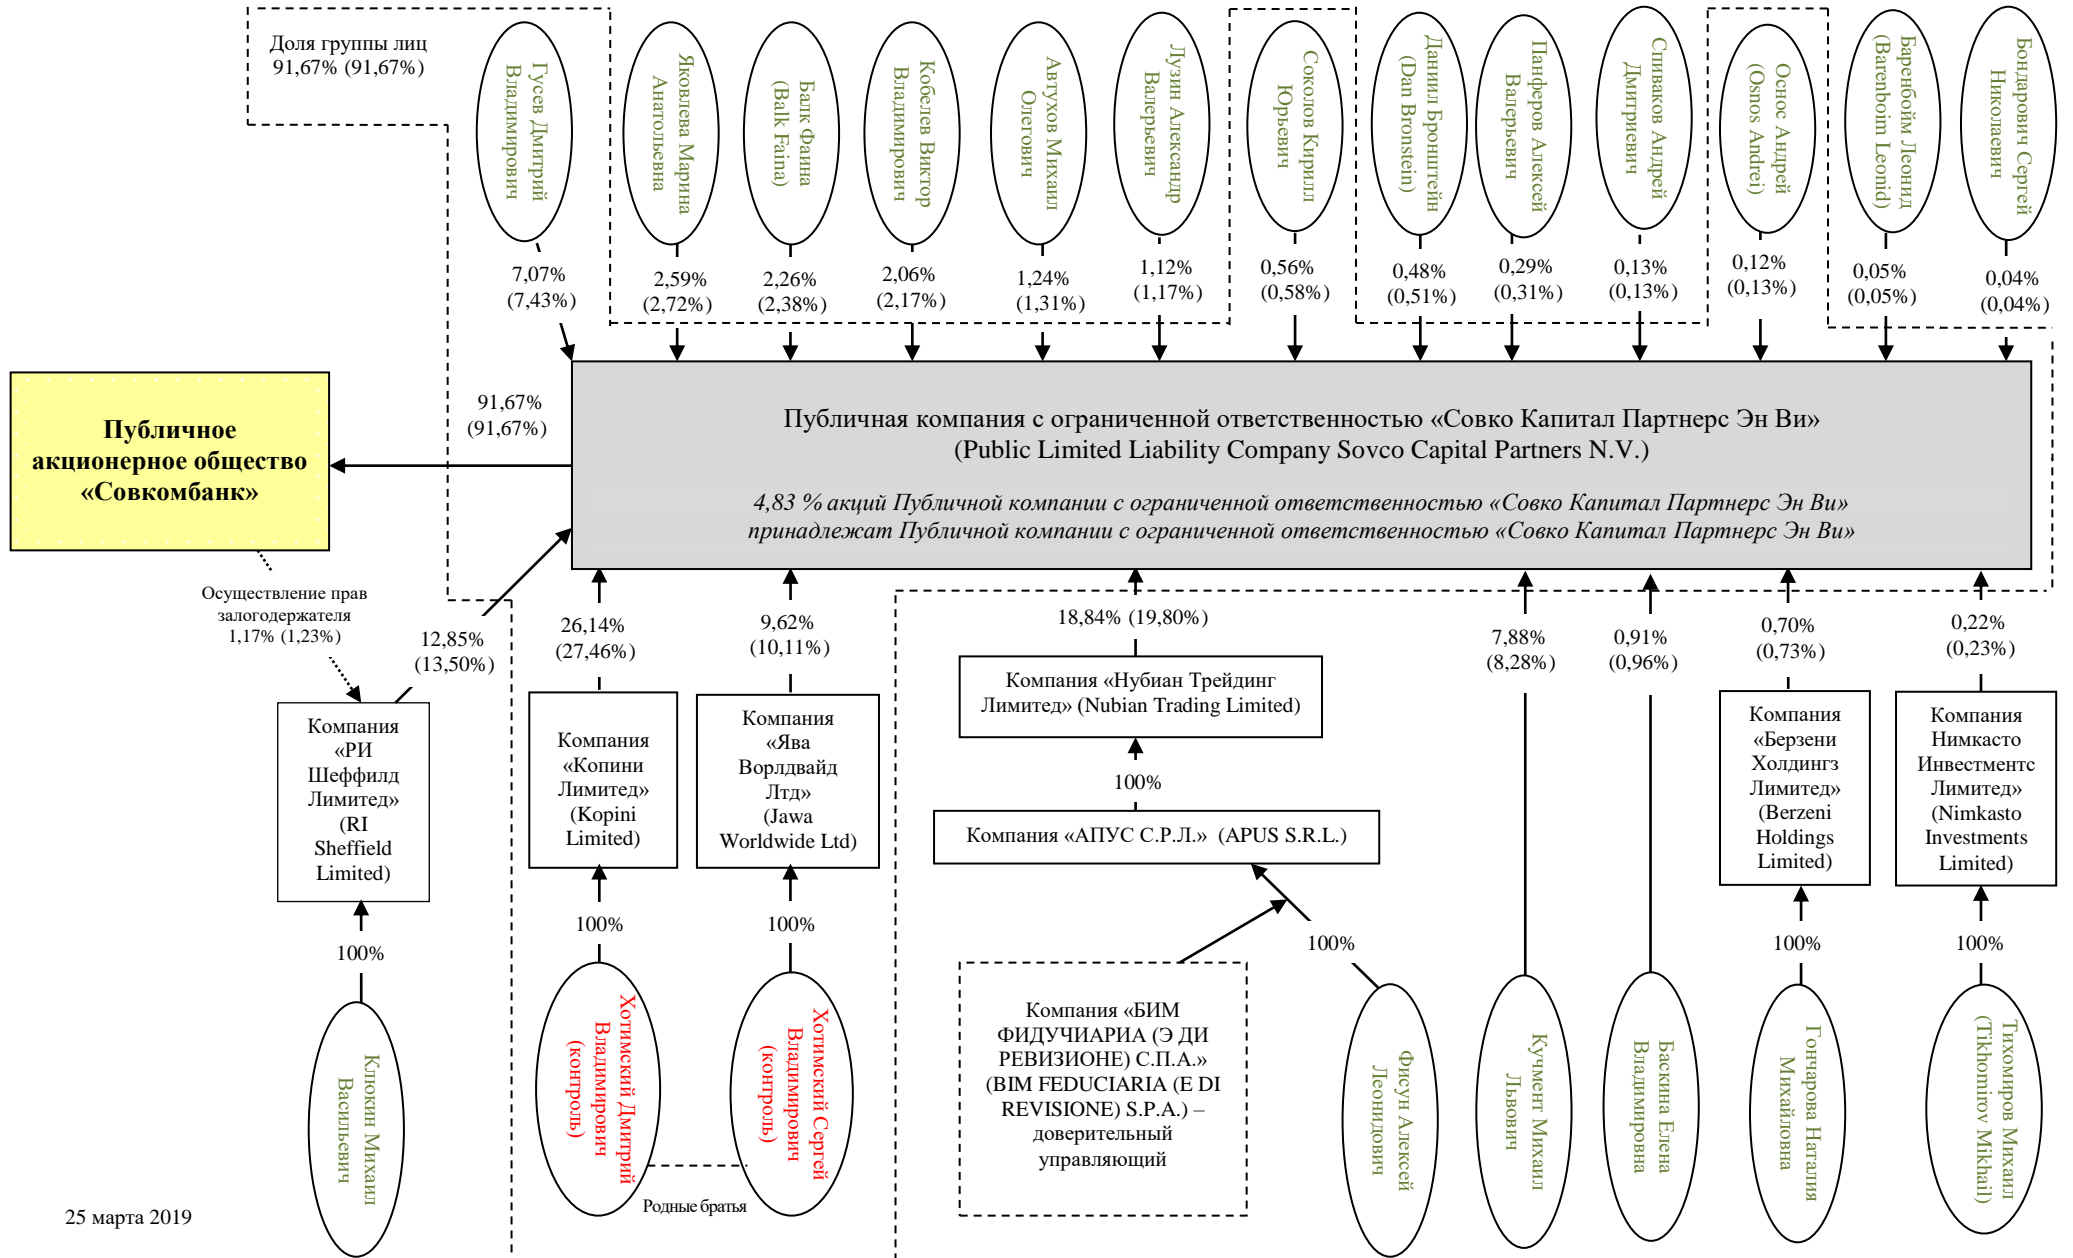 Доля группы лиц
91,67% (91,67%)
Гусев Дмитрий
Владимирович
Яковлева Марина
Анатольевна
Балк Фаина
(Balk Faina)
Кобелев Виктор
Владимирович
Автухов Михаил
Олегович
Лузин Александр
Валерьевич
Соколов Кирилл
Юрьевич
Даниил Бронштейн
(Dan Bronstein)
Панферов Алексей
Валерьевич
Спиваков Андрей
Дмитриевич
Оснос Андрей
(Osnos Andrei)
Баренбойм Леонид
(Barenboim Leonid)
Бондарович Сергей
Николаевич
7,07%
(7,43%)
2,59%
(2,72%)
2,26%
(2,38%)
2,06%
(2,17%)
1,24%
(1,31%)
1,12%
(1,17%)
0,56%
(0,58%)
0,48%
(0,51%)
0,29%
(0,31%)
0,13%
(0,13%)
0,12%
(0,13%)
0,05%
(0,05%)
0,04%
(0,04%)
Публичное
акционерное общество
«Совкомбанк»
91,67%
(91,67%)
Публичная компания с ограниченной ответственностью «Совко Капитал Партнерс Эн Ви»
(Public Limited Liability Company Sovco Capital Partners N.V.)
4,83 % акций Публичной компании с ограниченной ответственностью «Совко Капитал Партнерс Эн Ви»
принадлежат Публичной компании с ограниченной ответственностью «Совко Капитал Партнерс Эн Ви»
Осуществление прав
залогодержателя
1,17% (1,23%)
12,85%
(13,50%)
26,14%
(27,46%)
9,62%
(10,11%)
18,84% (19,80%)
7,88%
(8,28%)
0,91%
(0,96%)
0,70%
(0,73%)
0,22%
(0,23%)
Компания
«РИ
Шеффилд
Лимитед»
(RI
Sheffield
Limited)
Компания
«Копини
Лимитед»
(Kopini
Limited)
Компания
«Ява
Ворлдвайд
Лтд»
(Jawa
Worldwide Ltd)
Компания «Нубиан Трейдинг
Лимитед» (Nubian Trading Limited)
100%
Компания «АПУС С.Р.Л.» (APUS S.R.L.)
Компания
«Берзени
Холдингз
Лимитед»
(Berzeni
Holdings
Limited)
Компания
Нимкасто
Инвестментс
Лимитед»
(Nimkasto
Investments
Limited)
100%
100%
100%
100%
100%
100%
Клюкин Михаил
Васильевич
Хотимский Дмитрий
Владимирович
(контроль)
Хотимский Сергей
Владимирович
(контроль)
Родные братья
Компания «БИМ
ФИДУЧИАРИА (Э ДИ
РЕВИЗИОНЕ) С.П.А.»
(BIM FEDUCIARIA (E DI
REVISIONE) S.P.A.) –
доверительный
управляющий
Фисун Алексей
Леонидович
Кучмент Михаил
Львович
Баскина Елена
Владимировна
Гончарова Наталия
Михайловна
Тихомиров Михаил
(Tikhomirov Mikhail)
25 марта 2019